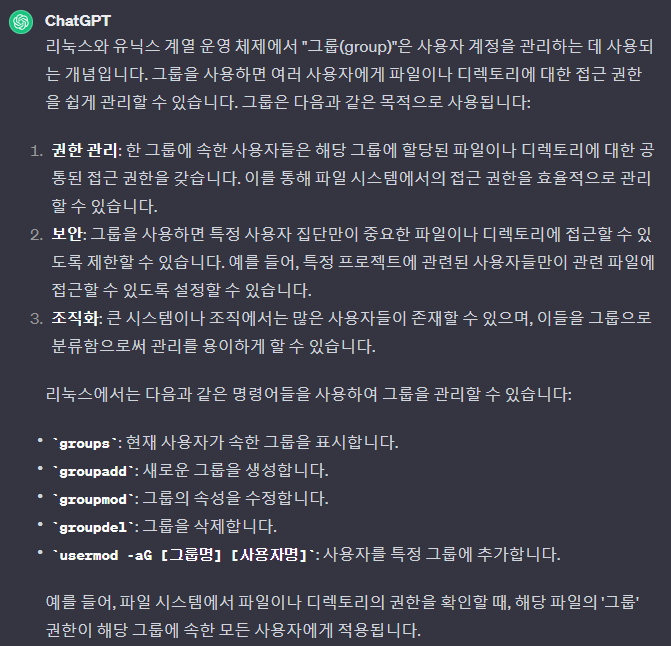 ChatGPT
리눅스와 유닉스 계열 운영 체제에서 "그룹(group)"은 사용자 계정을 관리하는 데 사용되
는 개념입니다. 그룹을 사용하면 여러 사용자에게 파일이나 디렉토리에 대한 접근 권한
을 쉽게 관리할 수 있습니다. 그룹은 다음과 같은 목적으로 사용됩니다:
1. 권한 관리: 한 그룹에 속한 사용자들은 해당 그룹에 할당된 파일이나 디렉토리에 대한 공
통된 접근 권한을 갖습니다. 이를 통해 파일 시스템에서의 접근 권한을 효율적으로 관리
할 수 있습니다.
2. 보안: 그룹을 사용하면 특정 사용자 집단만이 중요한 파일이나 디렉토리에 접근할 수 있
도록 제한할 수 있습니다. 예를 들어, 특정 프로젝트에 관련된 사용자들만이 관련 파일에
접근할 수 있도록 설정할 수 있습니다.
3. 조직화: 큰 시스템이나 조직에서는 많은 사용자들이 존재할 수 있으며, 이들을 그룹으로
분류함으로써 관리를 용이하게 할 수 있습니다.
리눅스에서는 다음과 같은 명령어들을 사용하여 그룹을 관리할 수 있습니다:
• `groups`: 현재 사용자가 속한 그룹을 표시합니다.
• `groupadd`: 새로운 그룹을 생성합니다.
• `groupmod`: 그룹의 속성을 수정합니다.
• `groupdel`: 그룹을 삭제합니다.
• `usermod -aG [그룹명] [사용자명]`: 사용자를 특정 그룹에 추가합니다.
예를 들어, 파일 시스템에서 파일이나 디렉토리의 권한을 확인할 때, 해당 파일의 '그룹'
권한이 해당 그룹에 속한 모든 사용자에게 적용됩니다.